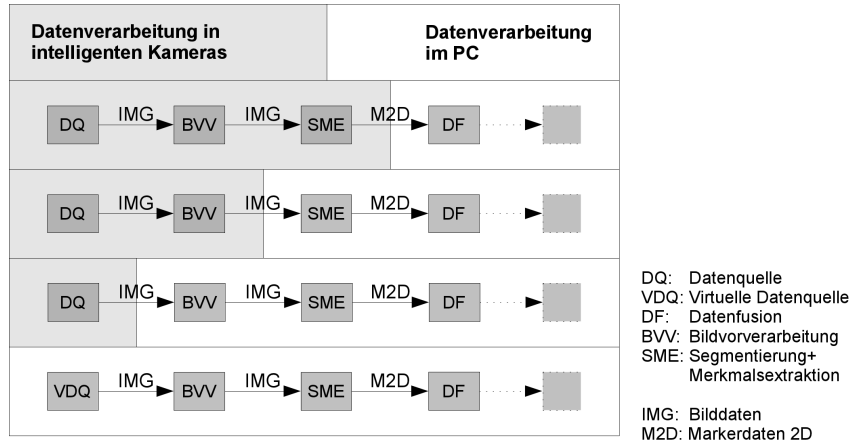 Datenverarbeitung in
intelligenten Kameras
Datenverarbeitung
im PC
DQ IMG BVV IMG SME M2D DF
DQ IMG BVV IMG SME M2D DF
DQ IMG BVV IMG SME M2D DF
VDQ IMG BVV IMG SME M2D DF
DQ: Datenquelle
VDQ: Virtuelle Datenquelle
DF: Datenfusion
BVV: Bildvorverarbeitung
SME: Segmentierung+
Merkmalsextraktion
IMG: Bilddaten
M2D: Markerdaten 2D